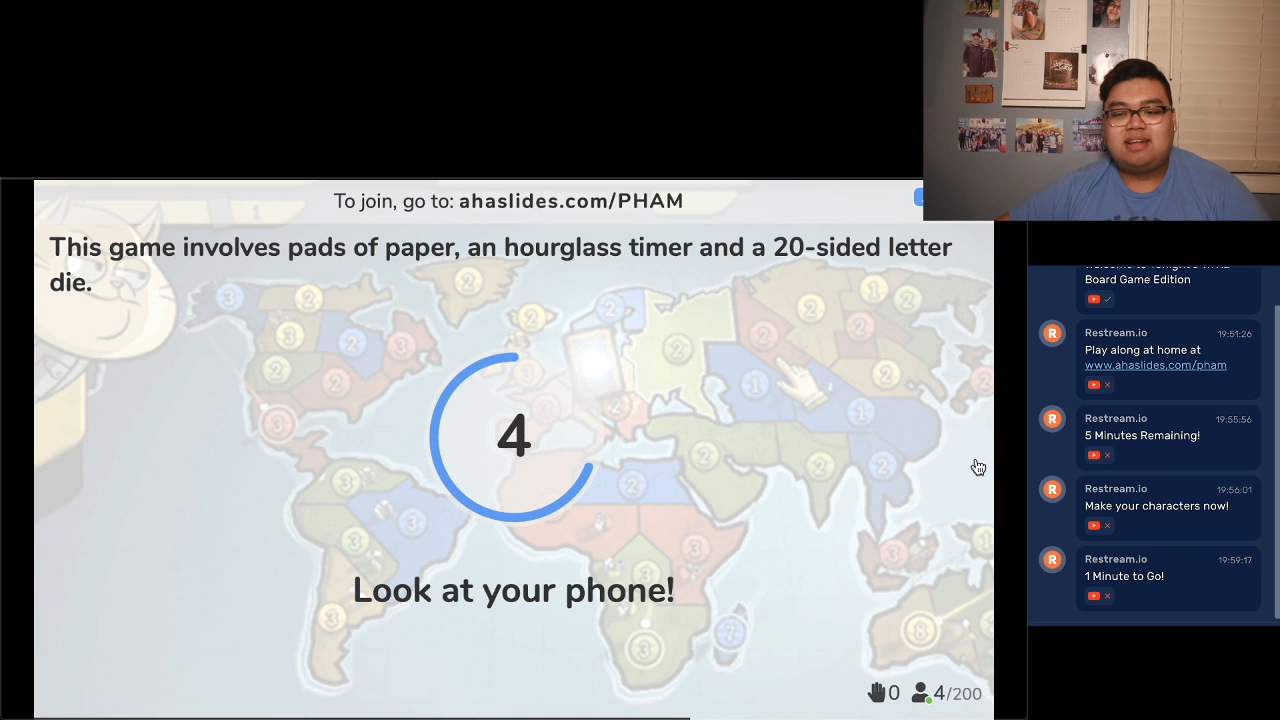 To join, go to: ahaslides.com/PHAM
This game involves pads of paper, an hourglass timer and a 20-sided letter
die.
4
Look at your phone!
0 4/200
Board Game Edition
Restream.io 19:51:26
Play along at home at
www.ahaslides.com/pham
Restream.io 19:55:56
5 Minutes Remaining!
Restream.io 19:56:01
Make your characters now!
Restream.io 19:59:17
1 Minute to Go!